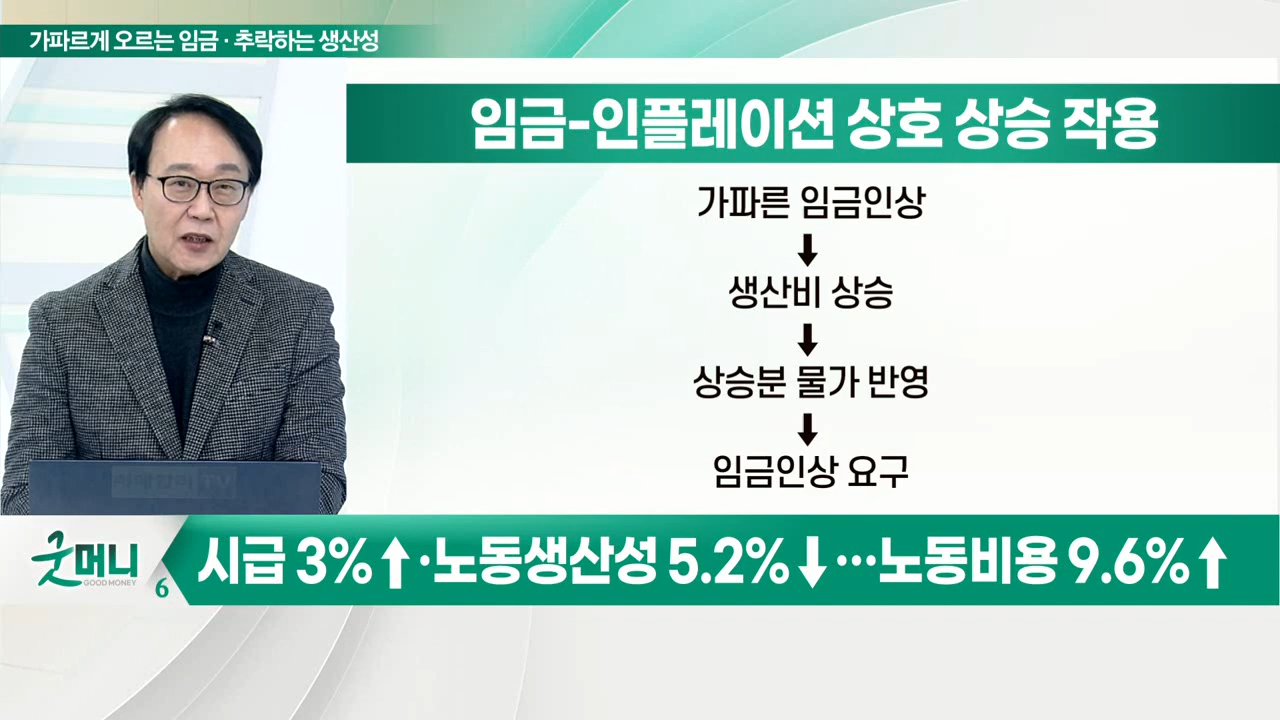 가파르게 오르는 임금 · 추락하는 생산성
임금-인플레이션 상호 상승 작용
가파른 임금인상
⬇
생산비 상승
⬇
상승분 물가 반영
⬇
임금인상 요구
굿머니
GOOD MONEY
6
시급 3%⬆·노동생산성 5.2%⬇…노동비용 9.6%⬆